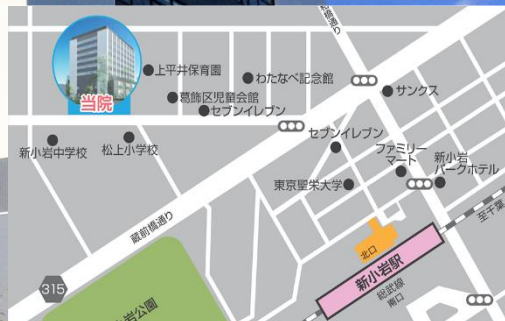 和橋通り
上平井保育園
わたなべ記念館
葛飾区児童会館
セブンイレブン
サンクス
当院
新小岩中学校
松上小学校
セブンイレブン
ファミリー
マート
新小岩
パークホテル
東京聖栄大学
蔵前橋通り
北口
至千葉
新小岩駅
総武線
南口
315
岩公園